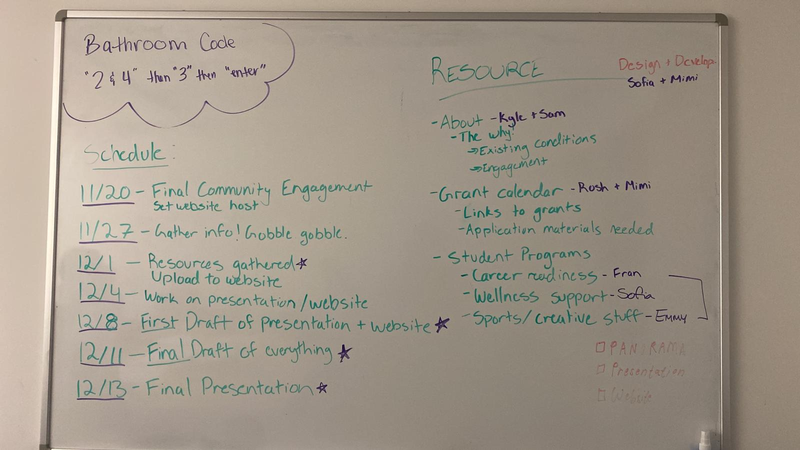 Bathroom Code
"2 & 4" then "3" then "enter"
Schedule:
11/20 - Final Community Engagement
Set website host
11/27 - Gather info! Gobble gobble.
12/1 - Resources gathered★
Upload to website
12/4 - Work on presentation/website
12/8 - First Draft of presentation + website ★
12/11 - Final Draft of everything ★
12/13 - Final Presentation ★
RESOURCE
Design + Develop
Sofia + Mimi
- About - Kyle + Sam
- The why?
⇒ Existing conditions
⇒ Engagement
- Grant calendar - Rosh + Mimi
- Links to grants
- Application materials needed
- Student Programs
- Career readiness - Fran
- Wellness support - Sofia
- Sports/creative stuff - EMMY
☐ PANORAMA
☐ Presentation
☐ Website